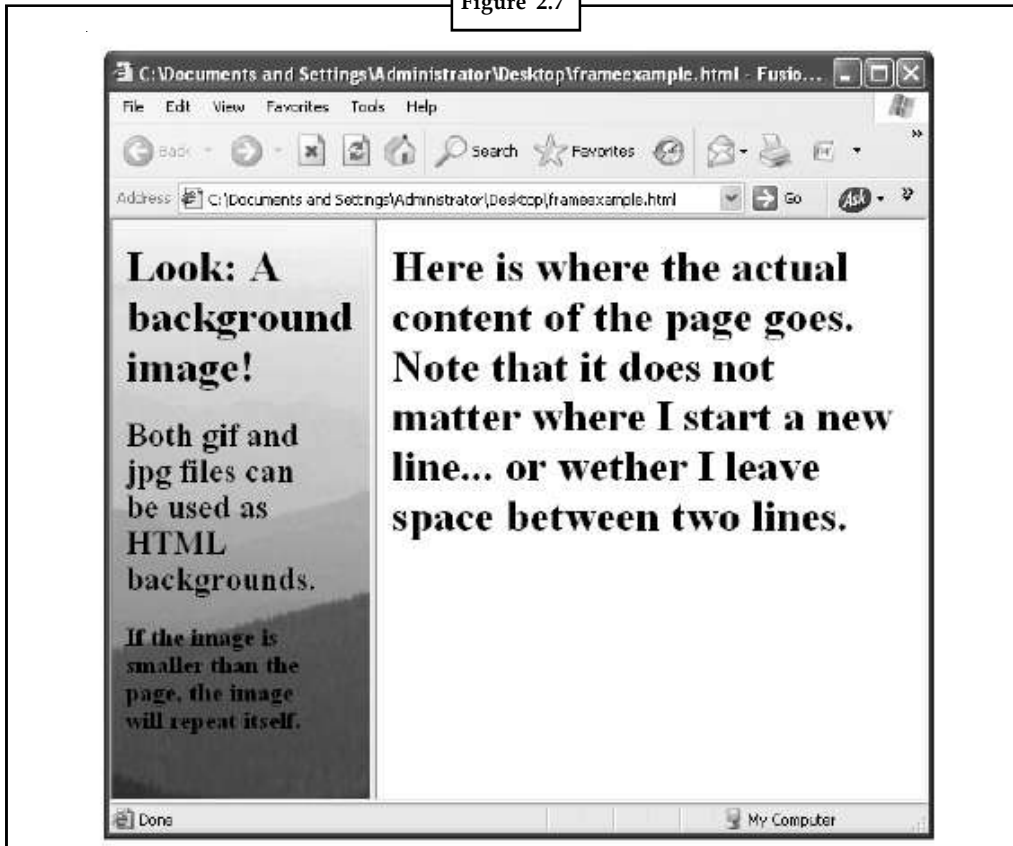 Figure 2.7
C:\Documents and Settings\Administrator\Desktop\frameexample.html - Fusio...
File Edit View Favorites Tools Help
Back Search Favorites
Address C:\Documents and Settings\Administrator\Desktop\frameexample.html Go Ask
Look: A
background
image!
Both gif and
jpg files can
be used as
HTML
backgrounds.
If the image is
smaller than the
page, the image
will repeat itself.
Here is where the actual
content of the page goes.
Note that it does not
matter where I start a new
line... or wether I leave
space between two lines.
Done My Computer